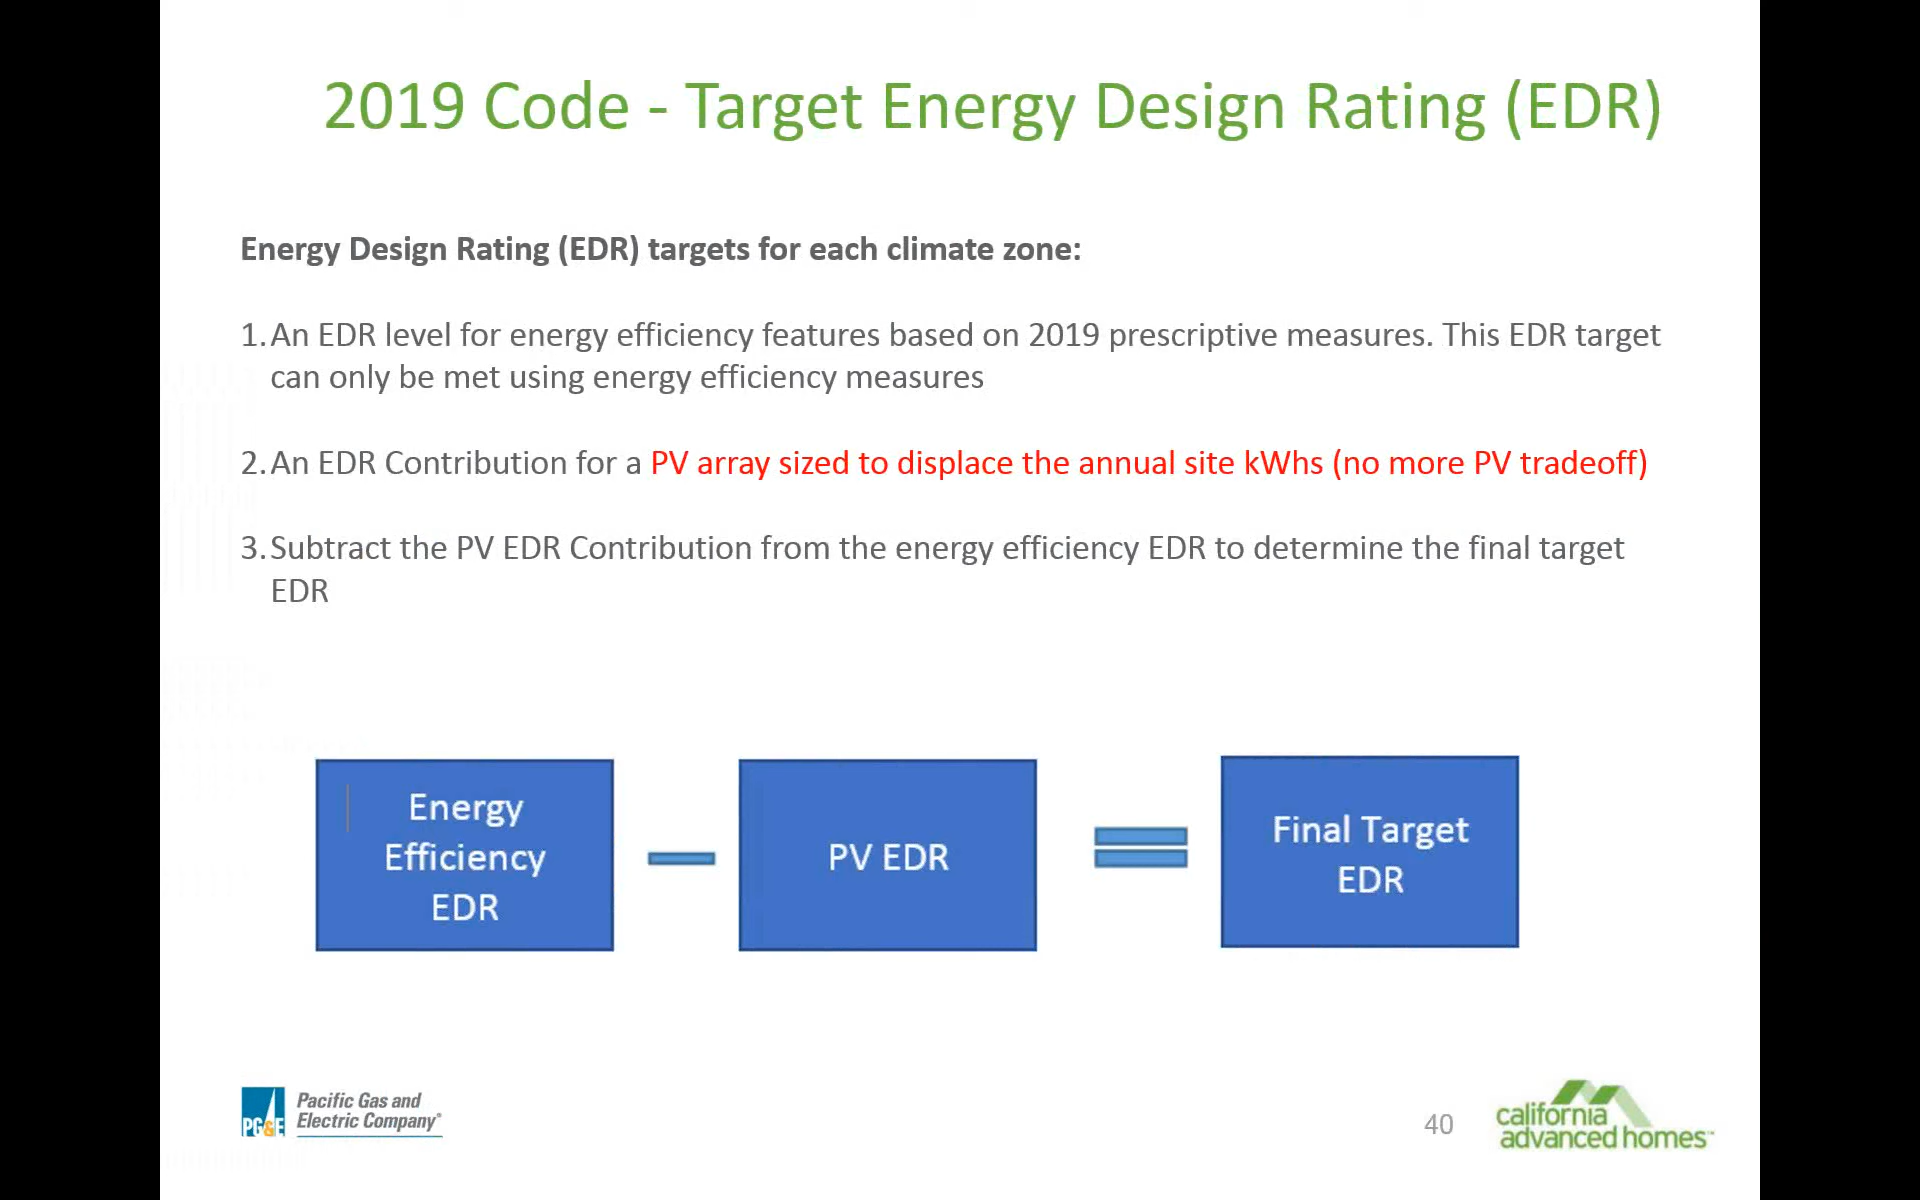 2019 Code - Target Energy Design Rating (EDR)
Energy Design Rating (EDR) targets for each climate zone:
1. An EDR level for energy efficiency features based on 2019 prescriptive measures. This EDR target
can only be met using energy efficiency measures
2. An EDR Contribution for a PV array sized to displace the annual site kWhs (no more PV tradeoff)
3. Subtract the PV EDR Contribution from the energy efficiency EDR to determine the final target
EDR
Energy
Efficiency
EDR
PV EDR
Final Target
EDR
PG&E
Pacific Gas and
Electric Company®
40
california
advanced homes™